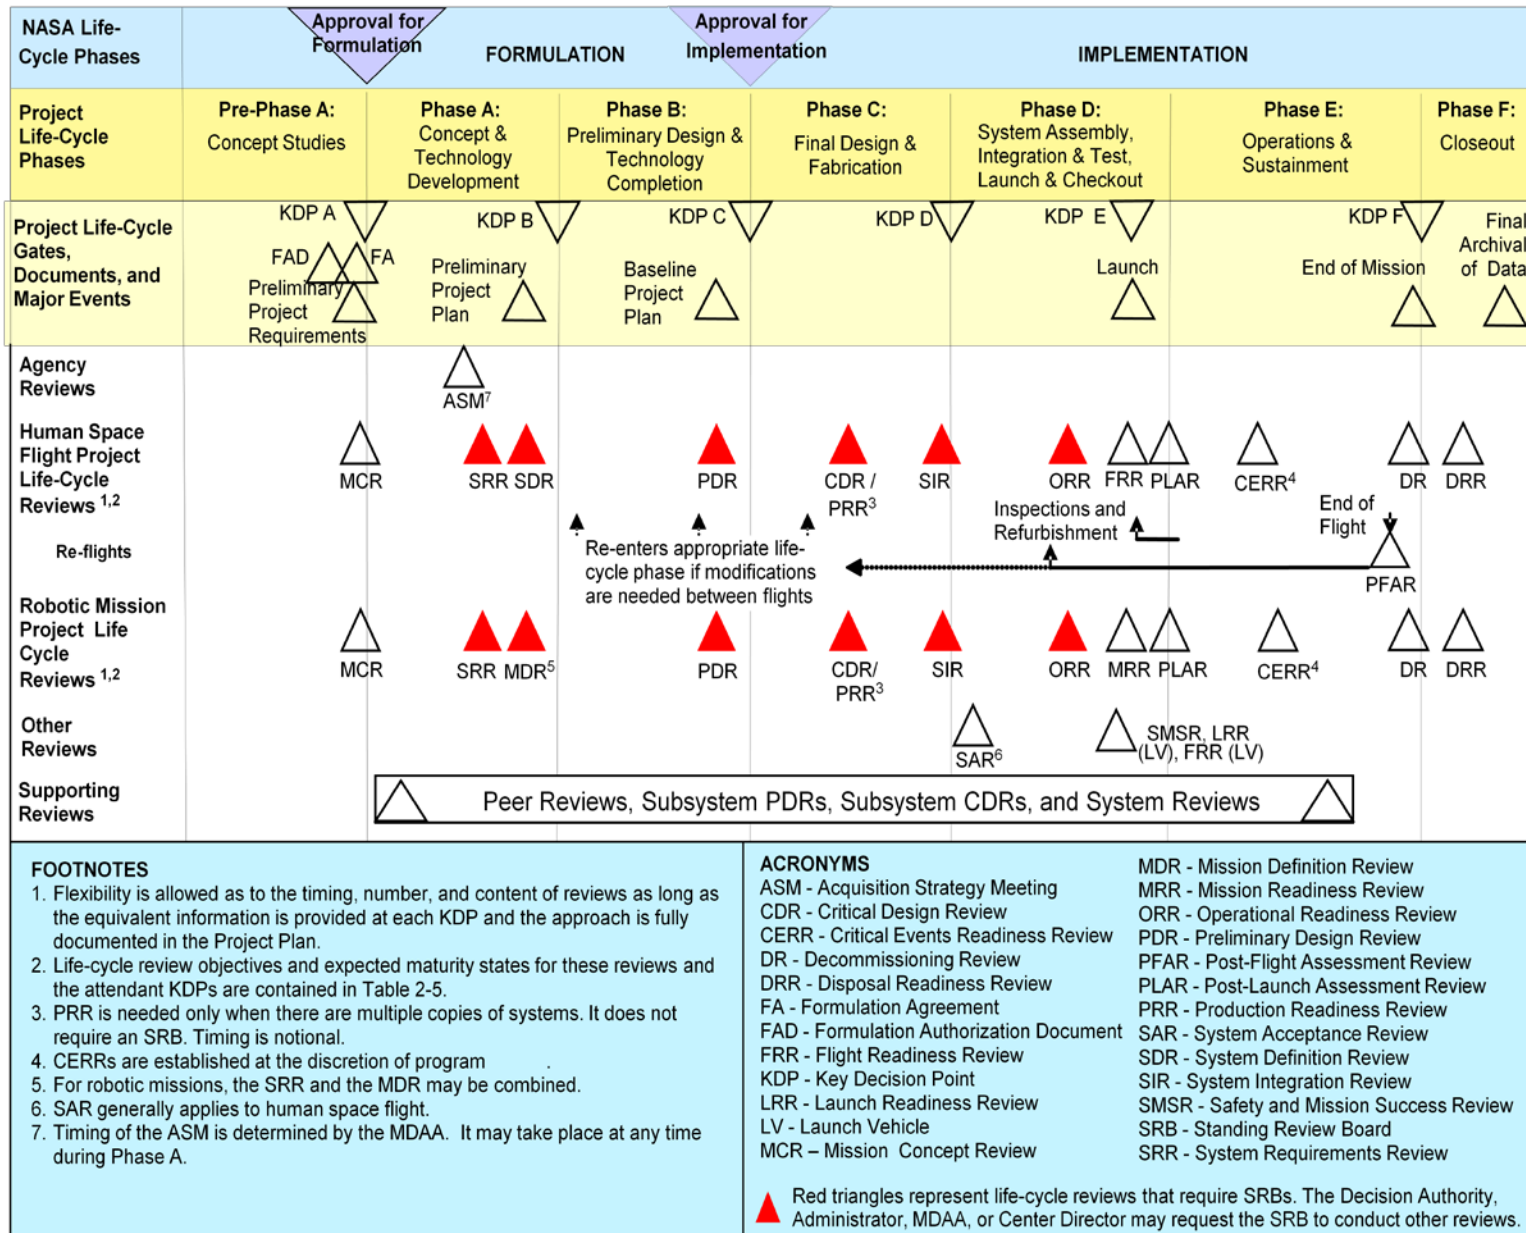 NASA Life-
Cycle Phases
Approval for
Formulation
FORMULATION
Approval for
Implementation
IMPLEMENTATION
Project
Life-Cycle
Phases
Pre-Phase A:
Concept Studies
Phase A:
Concept &
Technology
Development
Phase B:
Preliminary Design &
Technology
Completion
Phase C:
Final Design &
Fabrication
Phase D:
System Assembly,
Integration & Test,
Launch & Checkout
Phase E:
Operations &
Sustainment
Phase F:
Closeout
Project Life-Cycle
Gates,
Documents, and
Major Events
KDP A
FAD
FA
Preliminary
Project
Requirements
KDP B
Preliminary
Project
Plan
KDP C
Baseline
Project
Plan
KDP D
KDP E
Launch
KDP F
End of Mission
Final
Archival
of Data
Agency
Reviews
ASM7
Human Space
Flight Project
Life-Cycle
Reviews 1,2
MCR
SRR
SDR
PDR
CDR /
PRR3
SIR
ORR
FRR
PLAR
CERR4
DR
DRR
Re-flights
Re-enters appropriate life-
cycle phase if modifications
are needed between flights
Inspections and
Refurbishment
End of
Flight
PFAR
Robotic Mission
Project Life
Cycle
Reviews 1,2
MCR
SRR
MDR5
PDR
CDR/
PRR3
SIR
ORR
MRR
PLAR
CERR4
DR
DRR
Other
Reviews
SAR6
SMSR, LRR
(LV), FRR (LV)
Supporting
Reviews
Peer Reviews, Subsystem PDRs, Subsystem CDRs, and System Reviews
FOOTNOTES
1. Flexibility is allowed as to the timing, number, and content of reviews as long as
the equivalent information is provided at each KDP and the approach is fully
documented in the Project Plan.
2. Life-cycle review objectives and expected maturity states for these reviews and
the attendant KDPs are contained in Table 2-5.
3. PRR is needed only when there are multiple copies of systems. It does not
require an SRB. Timing is notional.
4. CERRs are established at the discretion of program .
5. For robotic missions, the SRR and the MDR may be combined.
6. SAR generally applies to human space flight.
7. Timing of the ASM is determined by the MDAA. It may take place at any time
during Phase A.
ACRONYMS
ASM - Acquisition Strategy Meeting
CDR - Critical Design Review
CERR - Critical Events Readiness Review
DR - Decommissioning Review
DRR - Disposal Readiness Review
FA - Formulation Agreement
FAD - Formulation Authorization Document
FRR - Flight Readiness Review
KDP - Key Decision Point
LRR - Launch Readiness Review
LV - Launch Vehicle
MCR – Mission Concept Review
MDR - Mission Definition Review
MRR - Mission Readiness Review
ORR - Operational Readiness Review
PDR - Preliminary Design Review
PFAR - Post-Flight Assessment Review
PLAR - Post-Launch Assessment Review
PRR - Production Readiness Review
SAR - System Acceptance Review
SDR - System Definition Review
SIR - System Integration Review
SMSR - Safety and Mission Success Review
SRB - Standing Review Board
SRR - System Requirements Review
Red triangles represent life-cycle reviews that require SRBs. The Decision Authority,
Administrator, MDAA, or Center Director may request the SRB to conduct other reviews.